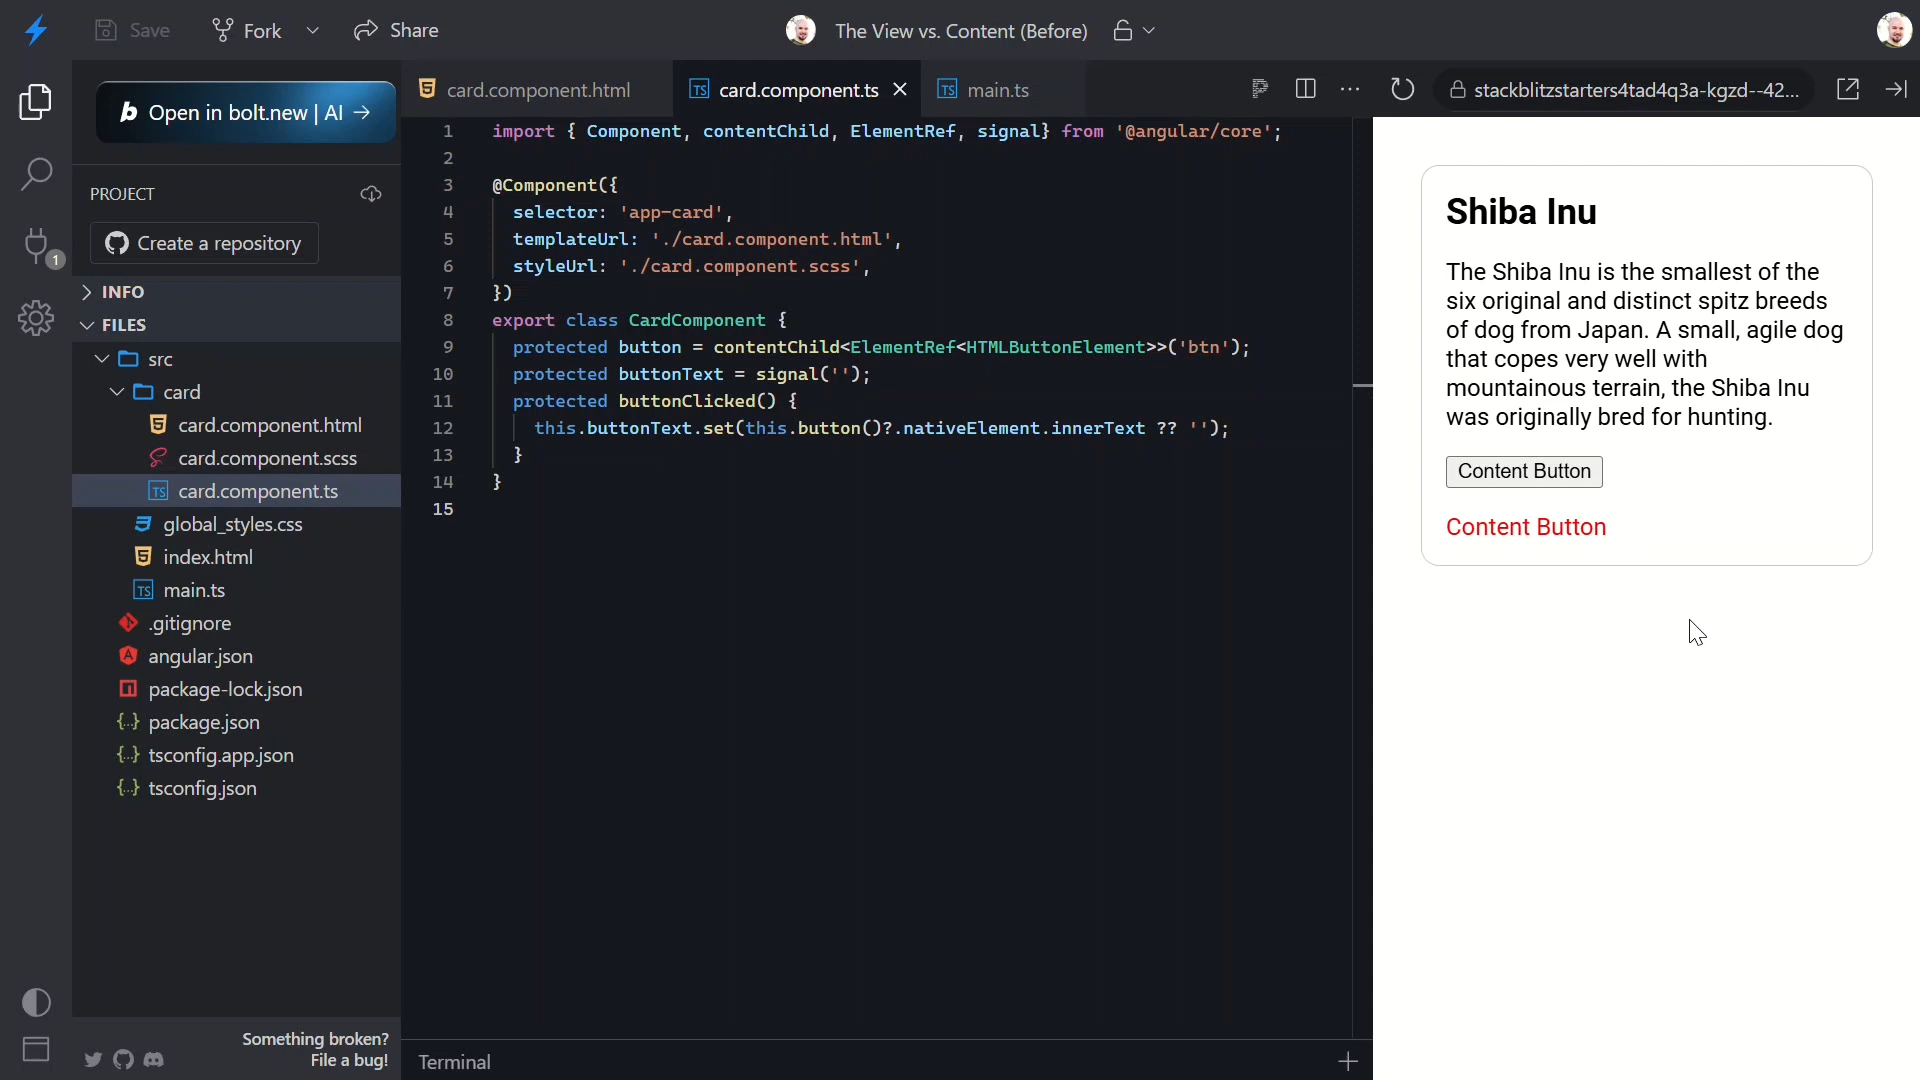 Save
Fork
Share
The View vs. Content (Before)
Open in bolt.new | AI →
card.component.html
card.component.ts
main.ts
stackblitzstarters4tad4q3a-kgzd--42...
PROJECT
Create a repository
1
INFO
FILES
src
card
card.component.html
card.component.scss
card.component.ts
global_styles.css
index.html
main.ts
.gitignore
angular.json
package-lock.json
package.json
tsconfig.app.json
tsconfig.json
Something broken?
File a bug!
1 import { Component, contentChild, ElementRef, signal} from '@angular/core';
2
3 @Component({
4 selector: 'app-card',
5 templateUrl: './card.component.html',
6 styleUrl: './card.component.scss',
7 })
8 export class CardComponent {
9 protected button = contentChild<ElementRef<HTMLButtonElement>>('btn');
10 protected buttonText = signal('');
11 protected buttonClicked() {
12 this.buttonText.set(this.button()?.nativeElement.innerText ?? '');
13 }
14 }
15
Terminal
Shiba Inu
The Shiba Inu is the smallest of the
six original and distinct spitz breeds
of dog from Japan. A small, agile dog
that copes very well with
mountainous terrain, the Shiba Inu
was originally bred for hunting.
Content Button
Content Button